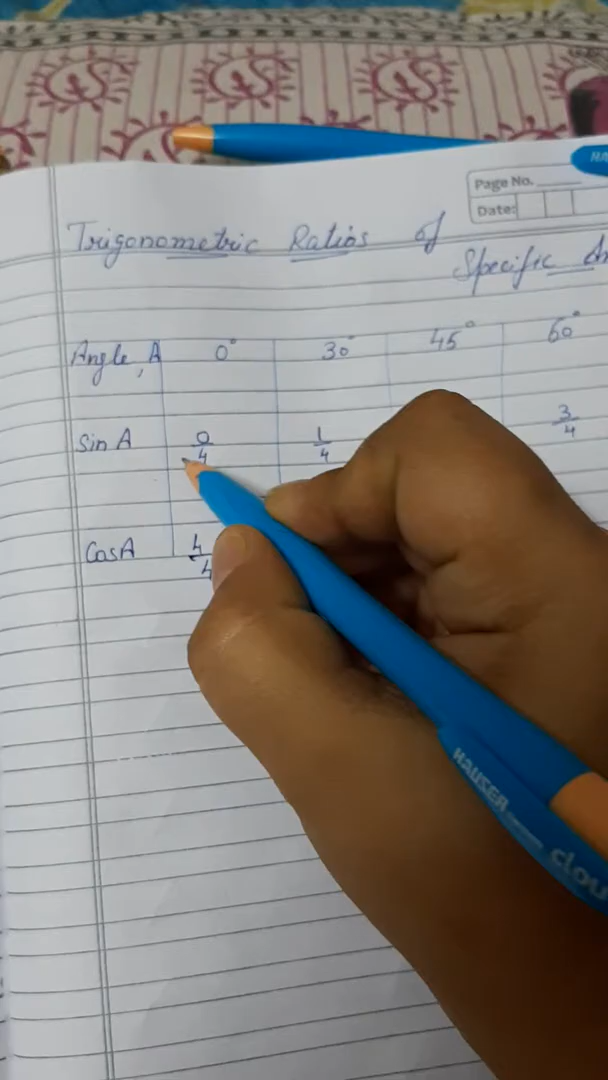 Page No.
Date:
Trigonometric Ratios of
Specific
Angle, A 0° 30° 45° 60°
sin A 0/4 1/4 3/4
Cos A 4/4
HAUSER
clou